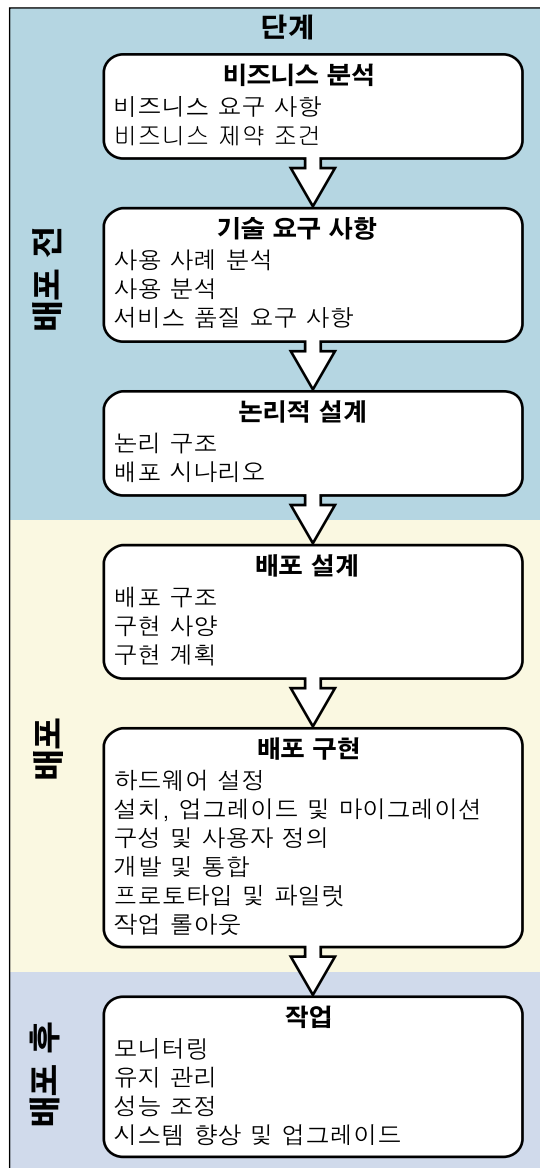 단계
배포 전
비즈니스 분석
비즈니스 요구 사항
비즈니스 제약 조건
기술 요구 사항
사용 사례 분석
사용 분석
서비스 품질 요구 사항
논리적 설계
논리 구조
배포 시나리오
배포
배포 설계
배포 구조
구현 사양
구현 계획
배포 구현
하드웨어 설정
설치, 업그레이드 및 마이그레이션
구성 및 사용자 정의
개발 및 통합
프로토타입 및 파일럿
작업 롤아웃
배포 후
작업
모니터링
유지 관리
성능 조정
시스템 향상 및 업그레이드